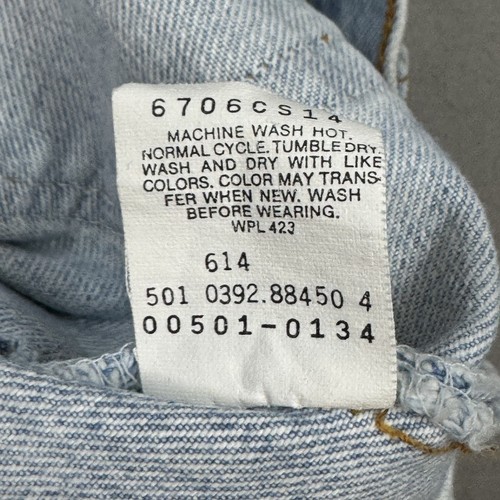 6706CS14
MACHINE WASH HOT.
NORMAL CYCLE. TUMBLE DRY.
WASH AND DRY WITH LIKE
COLORS. COLOR MAY TRANS-
FER WHEN NEW. WASH
BEFORE WEARING.
WPL 423
614
501 0392.88450 4
00501-0134